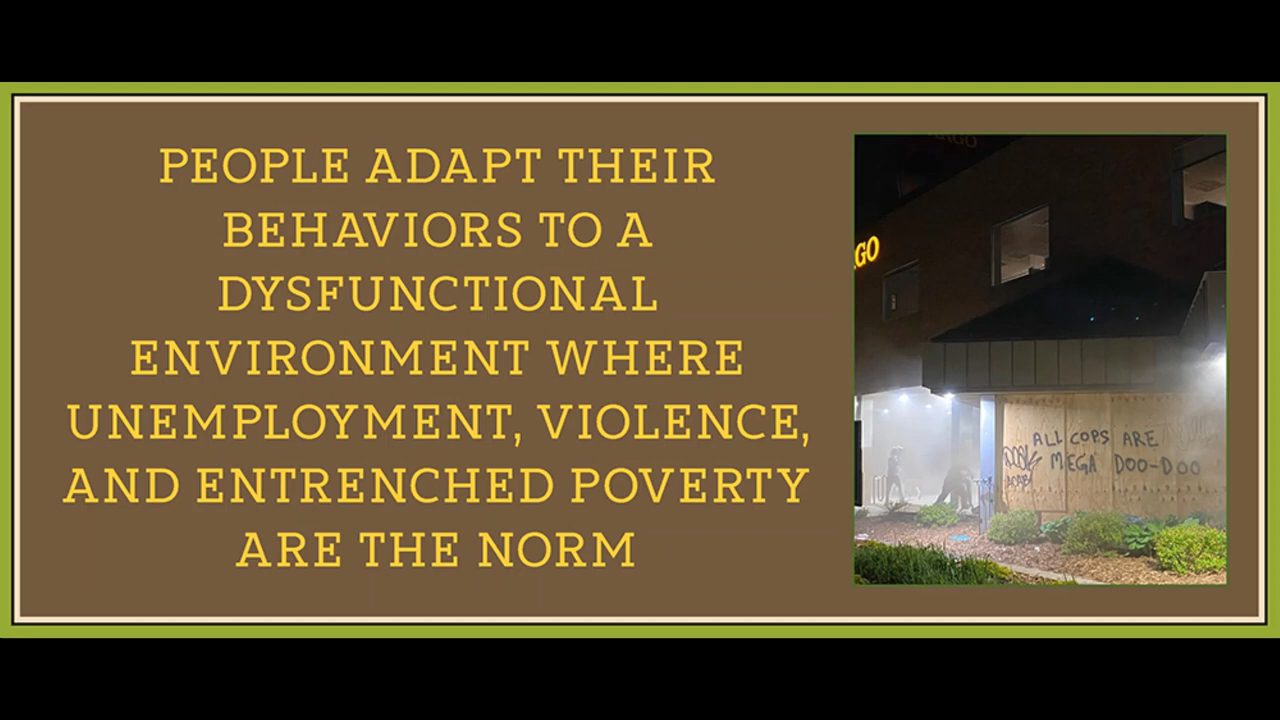 PEOPLE ADAPT THEIR
BEHAVIORS TO A
DYSFUNCTIONAL
ENVIRONMENT WHERE
UNEMPLOYMENT, VIOLENCE,
AND ENTRENCHED POVERTY
ARE THE NORM
GO
ALL COPS ARE
MEGA DOO-DOO
ACAB